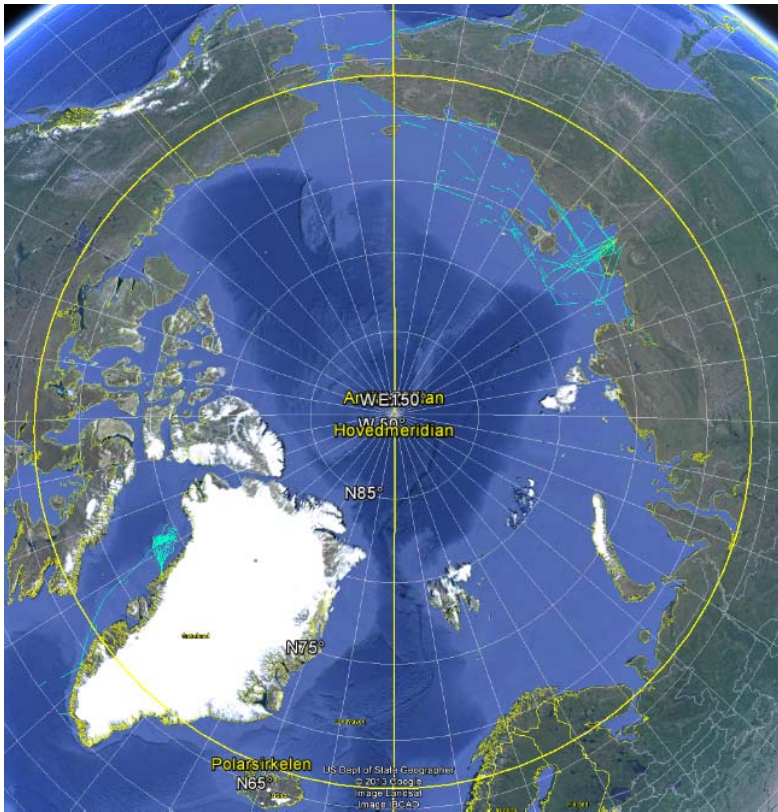 N85°
Hovedmeridian
N75°
Polarsirkelen
N65°
US Dept of State Geographer
© 2013 Google
Image Landsat
Image IBCAO